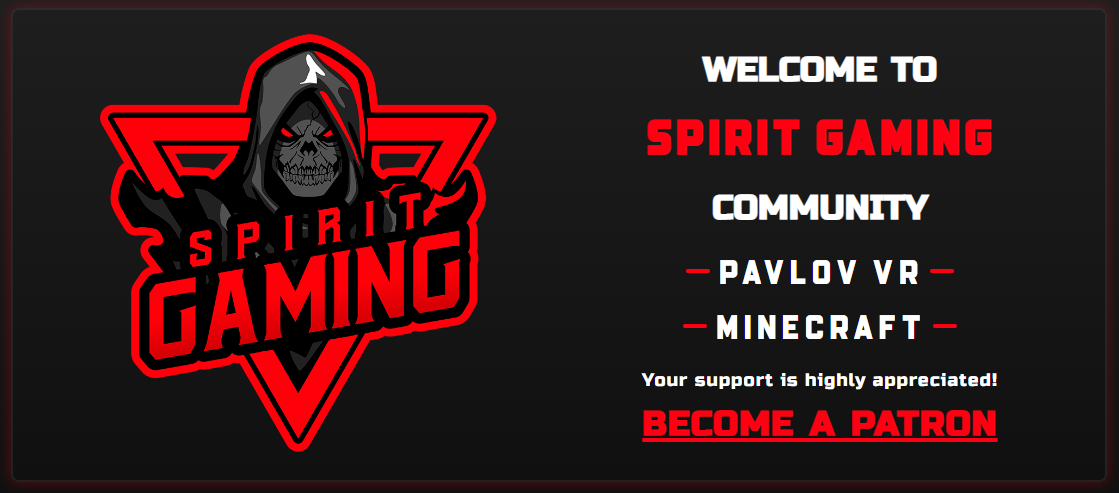 SPIRIT
GAMING
WELCOME TO
SPIRIT GAMING
COMMUNITY
PAVLOV VR
MINECRAFT
Your support is highly appreciated!
BECOME A PATRON